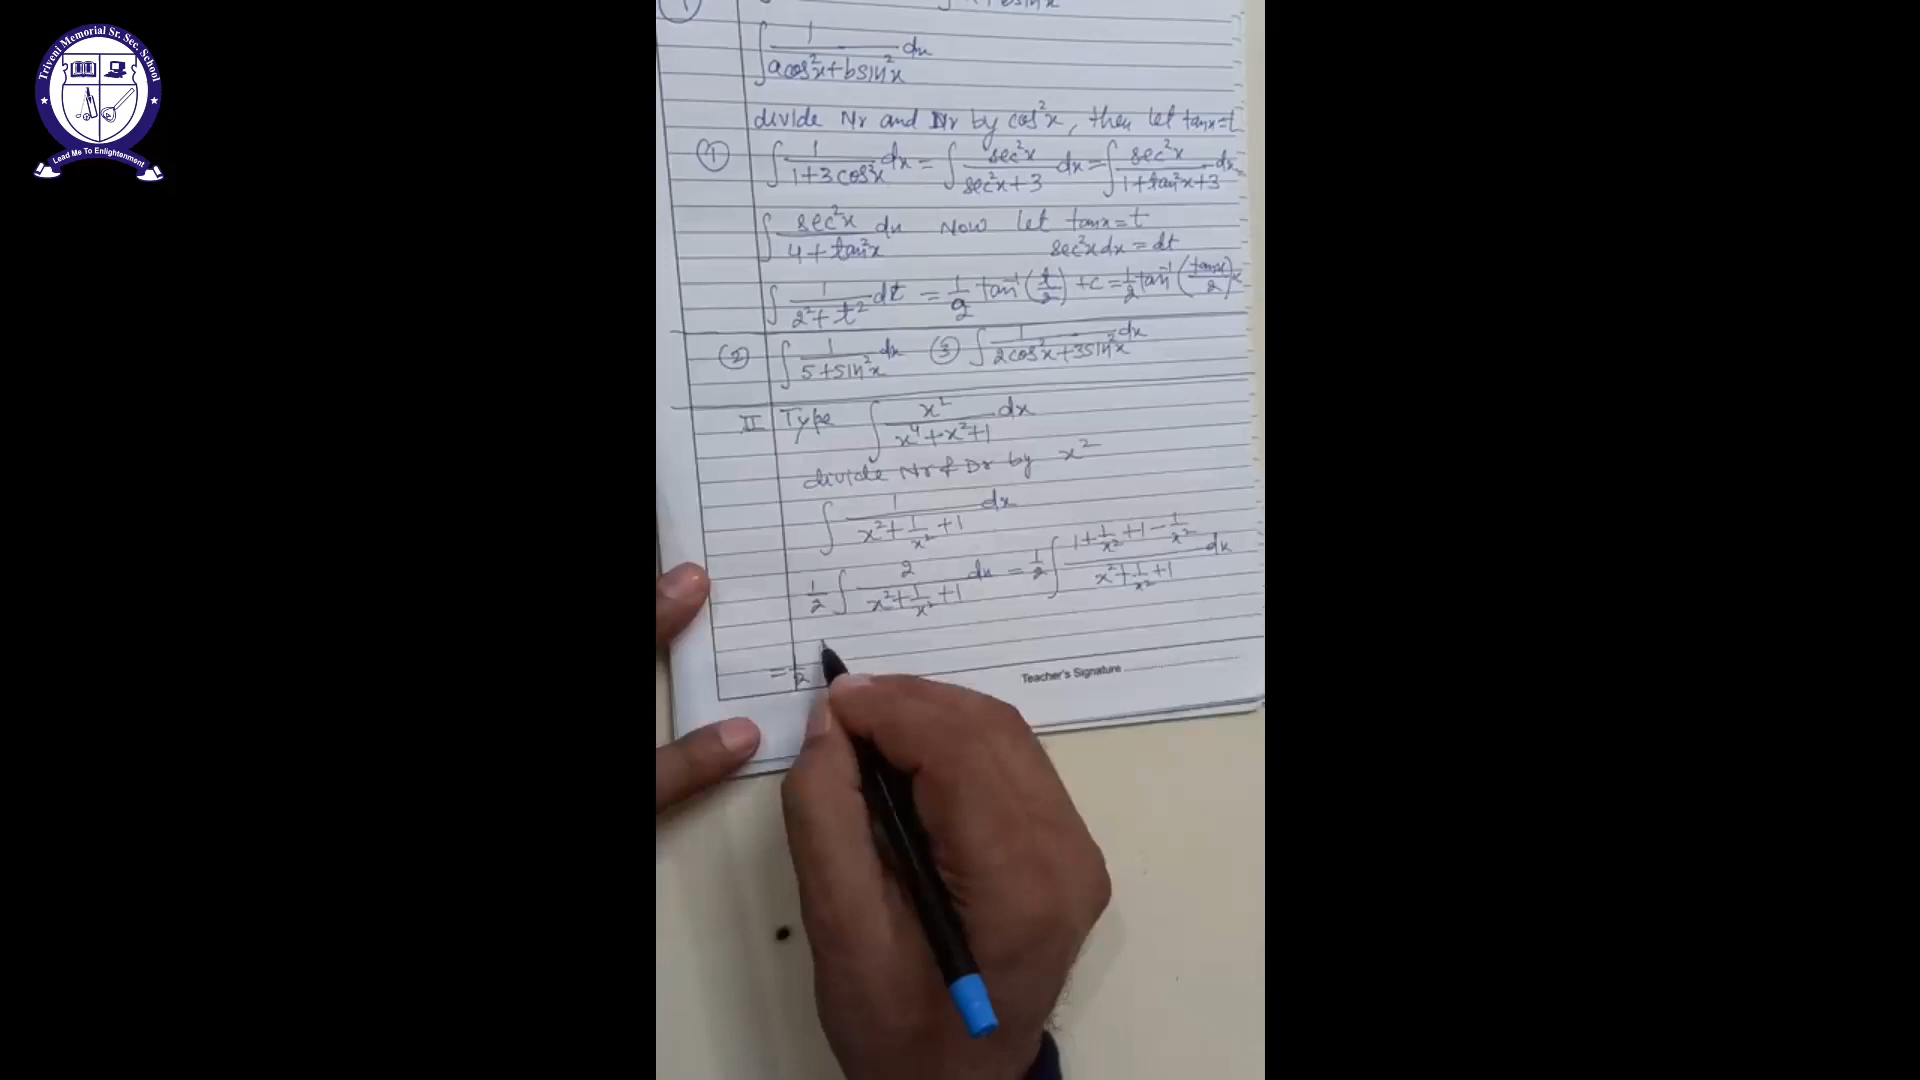 Triveni Memorial Sr. Sec. School
Lead Me To Enlightenment
∫ 1/(acos²x+bsin²x) dx
divide Nr and Dr by cos²x, then let tanx=t
(1) ∫ 1/(1+3cos²x) dx = ∫ sec²x/(sec²x+3) dx = ∫ sec²x/(1+tan²x+3) dx=
∫ sec²x/(4+tan²x) dx Now let tanx=t
sec²x dx = dt
∫ 1/(2²+t²) dt = 1/2 tan⁻¹(t/2) +c = 1/2 tan⁻¹(tanx/2)
(2) ∫ 1/(5+sin²x) dx (3) ∫ 1/(2cos²x+3sin²x) dx
II Type ∫ x²/(x⁴+x²+1) dx
divide Nr & Dr by x²
∫ 1/(x²+1/x²+1) dx
1/2 ∫ 2/(x²+1/x²+1) dx = 1/2 ∫ (1+1/x²+1-1/x²)/(x²+1/x²+1) dx
= 1/2
Teacher's Signature